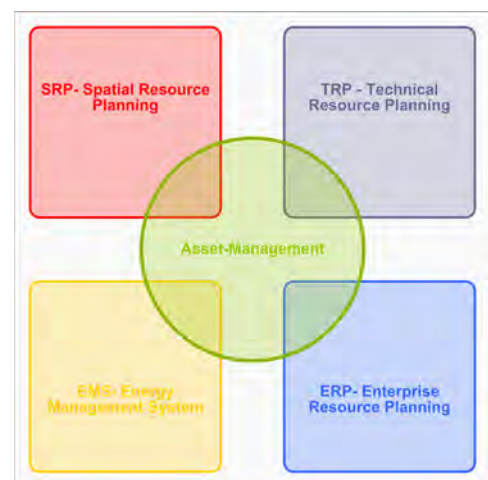 SRP- Spatial Resource
Planning
TRP - Technical
Resource Planning
Asset-Management
EMS- Energy
Management System
ERP- Enterprise
Resource Planning